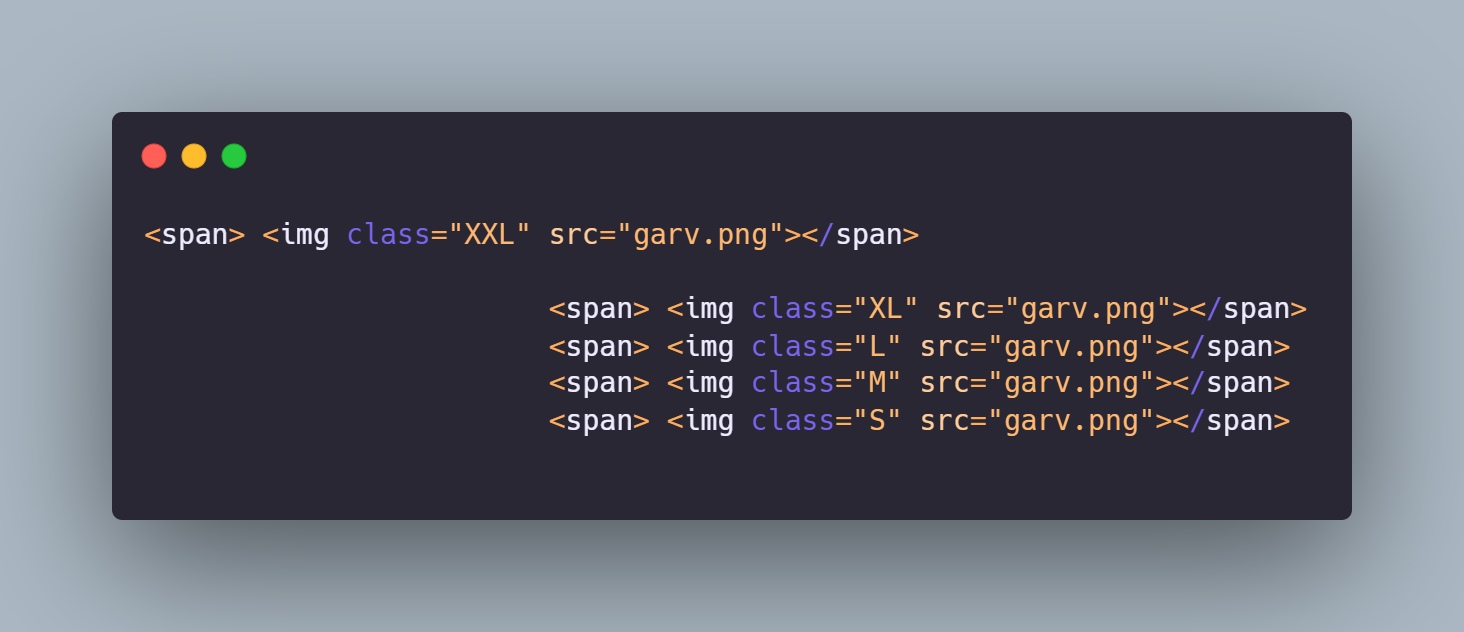 <span> <img class="XXL" src="garv.png"></span>
<span> <img class="XL" src="garv.png"></span>
<span> <img class="L" src="garv.png"></span>
<span> <img class="M" src="garv.png"></span>
<span> <img class="S" src="garv.png"></span>